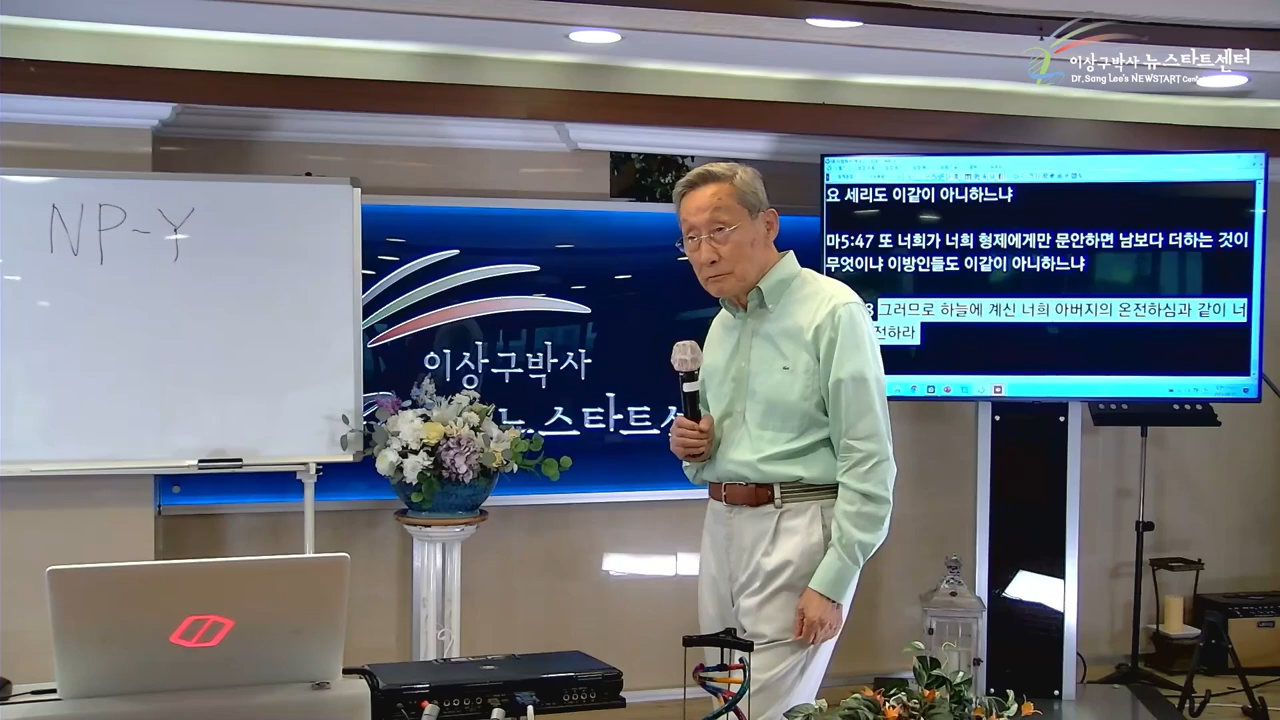 이상구박사 뉴스타트센터
Dr. Sang Lee's NEWSTART Cent
NP-Y
이상구박사
뉴스타트
요 세리도 이같이 아니하느냐
마5:47 또 너희가 너희 형제에게만 문안하면 남보다 더하는 것이
무엇이냐 이방인들도 이같이 아니하느냐
8 그러므로 하늘에 계신 너희 아버지의 온전하심과 같이 너
전하라